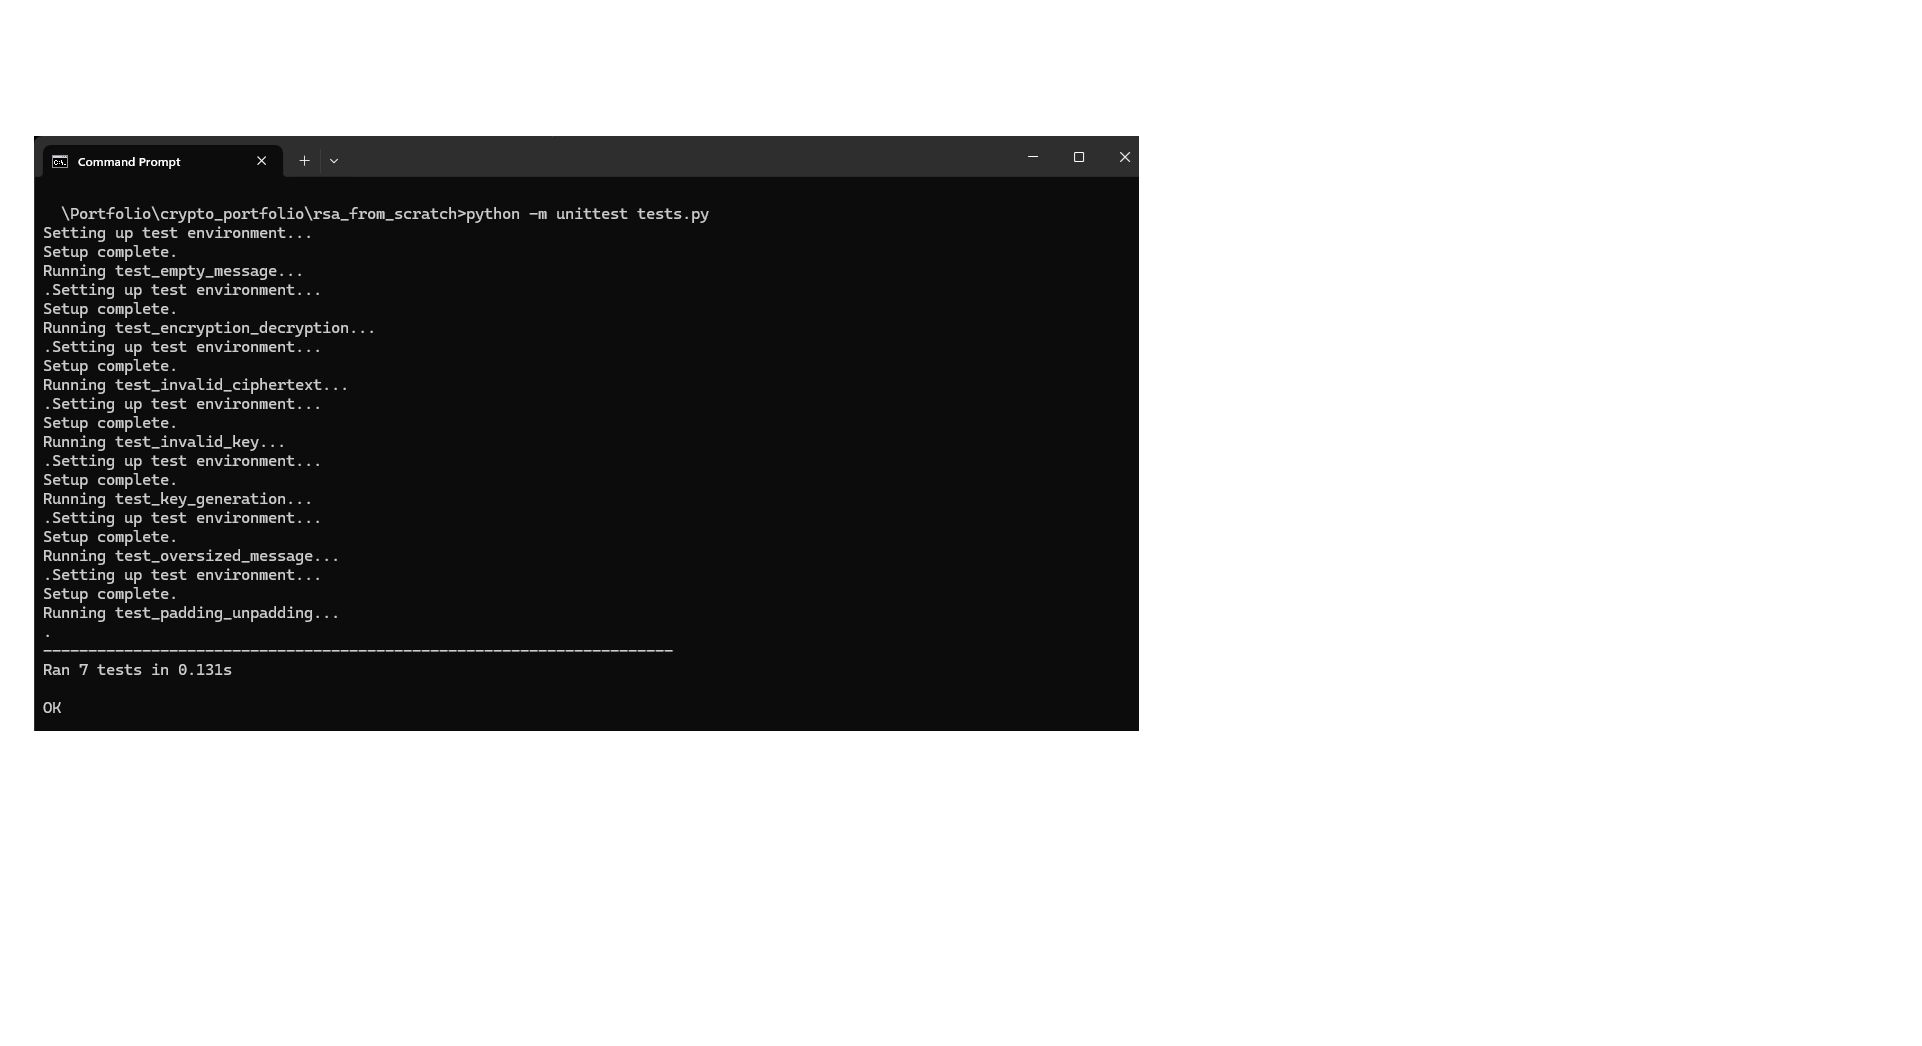 Command Prompt
\Portfolio\crypto_portfolio\rsa_from_scratch>python -m unittest tests.py
Setting up test environment...
Setup complete.
Running test_empty_message...
.Setting up test environment...
Setup complete.
Running test_encryption_decryption...
.Setting up test environment...
Setup complete.
Running test_invalid_ciphertext...
.Setting up test environment...
Setup complete.
Running test_invalid_key...
.Setting up test environment...
Setup complete.
Running test_key_generation...
.Setting up test environment...
Setup complete.
Running test_oversized_message...
.Setting up test environment...
Setup complete.
Running test_padding_unpadding...
.
----------------------------------------------------------------------
Ran 7 tests in 0.131s
OK